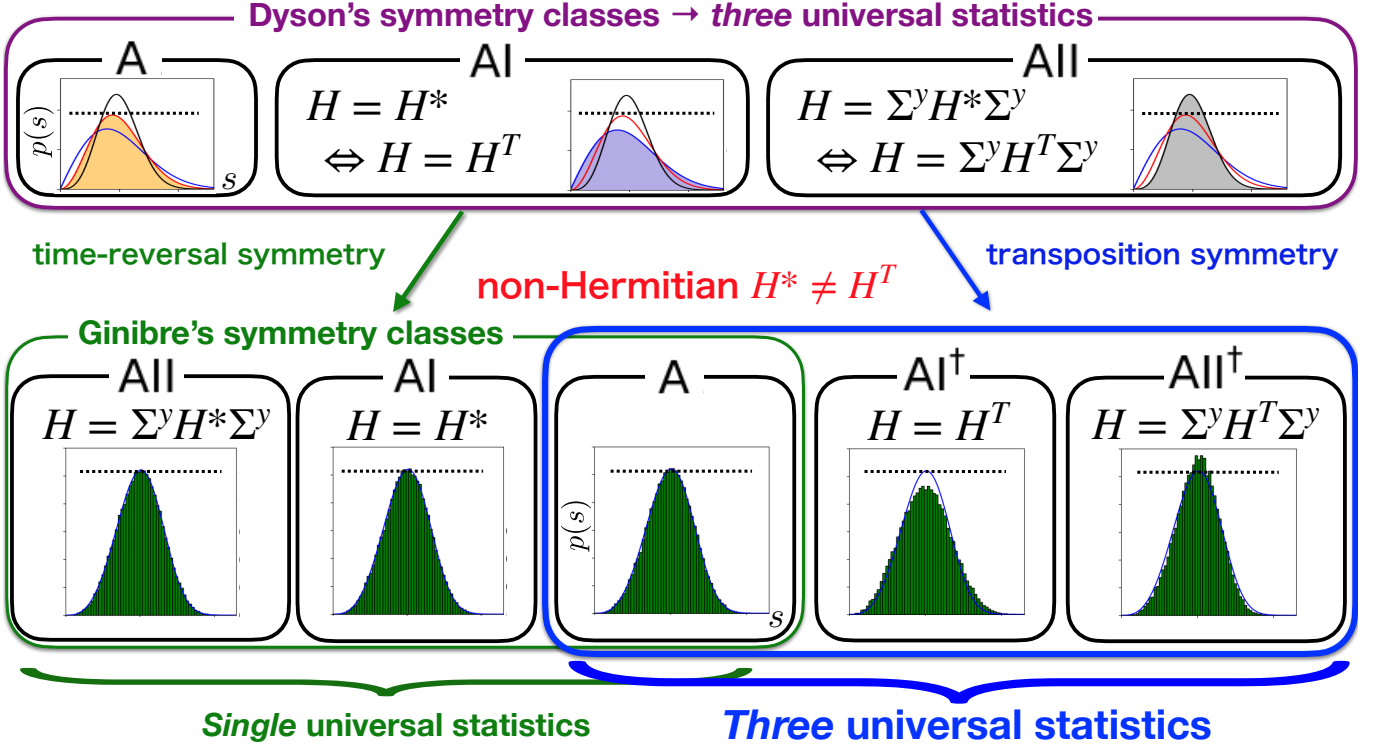 Dyson's symmetry classes → three universal statistics
A
AI
AII
p(s)
s
H = H*
⇔ H = H^T
H = Σ^y H* Σ^y
⇔ H = Σ^y H^T Σ^y
time-reversal symmetry
transposition symmetry
non-Hermitian H* ≠ H^T
Ginibre's symmetry classes
AII
AI
A
AI†
AII†
H = Σ^y H* Σ^y
H = H*
H = H^T
H = Σ^y H^T Σ^y
p(s)
s
Single universal statistics
Three universal statistics